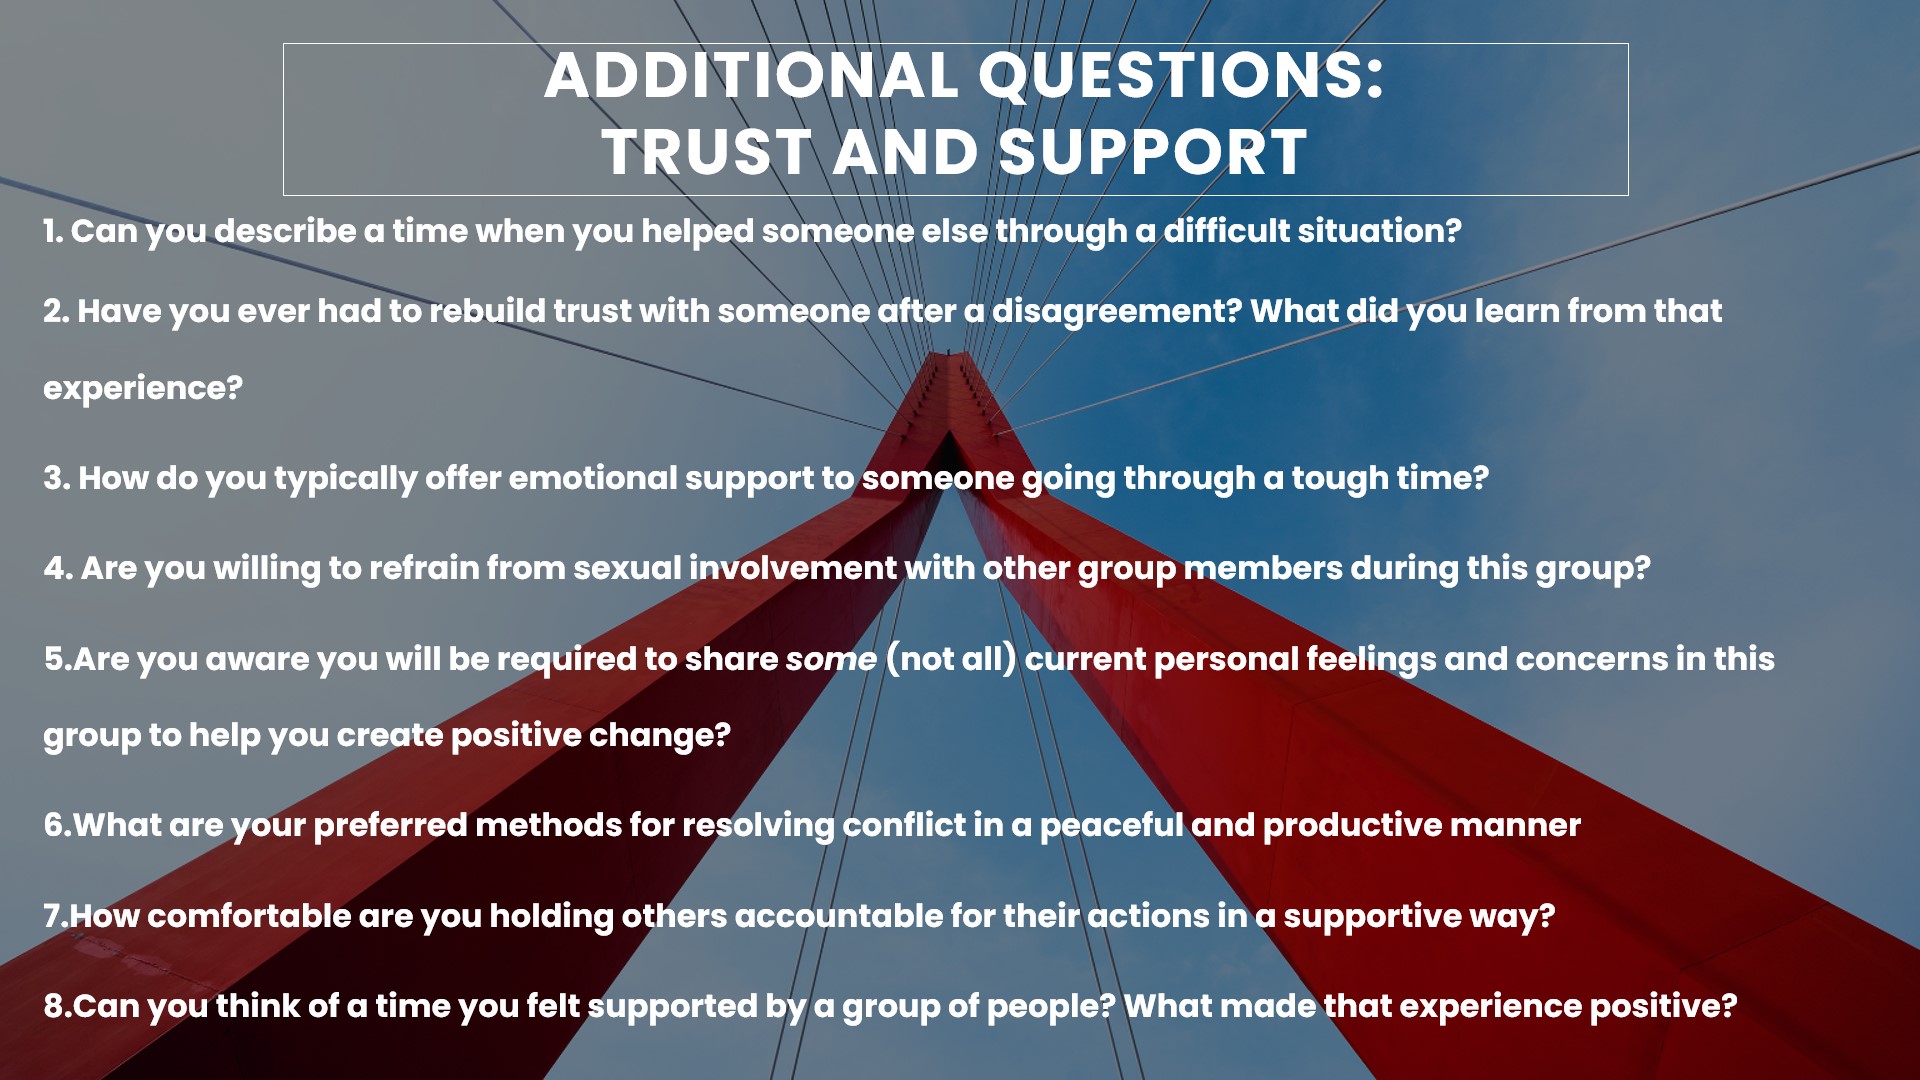 ADDITIONAL QUESTIONS:
TRUST AND SUPPORT
1. Can you describe a time when you helped someone else through a difficult situation?
2. Have you ever had to rebuild trust with someone after a disagreement? What did you learn from that
experience?
3. How do you typically offer emotional support to someone going through a tough time?
4. Are you willing to refrain from sexual involvement with other group members during this group?
5.Are you aware you will be required to share some (not all) current personal feelings and concerns in this
group to help you create positive change?
6.What are your preferred methods for resolving conflict in a peaceful and productive manner
7.How comfortable are you holding others accountable for their actions in a supportive way?
8.Can you think of a time you felt supported by a group of people? What made that experience positive?